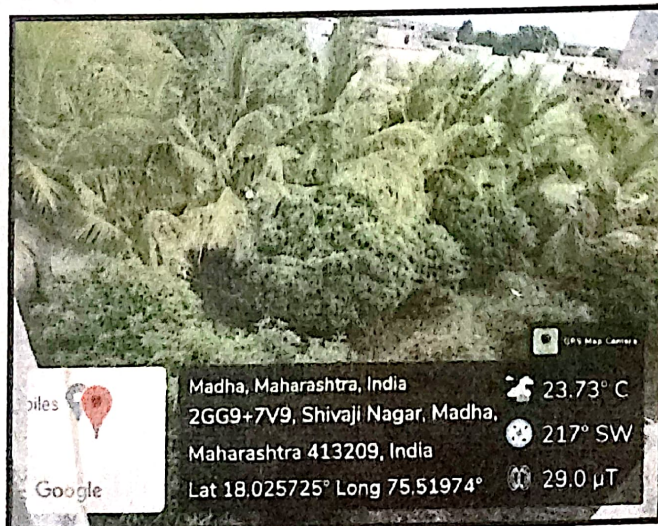 GPS Map Camera
piles
Google
Madha, Maharashtra, India
2GG9+7V9, Shivaji Nagar, Madha,
Maharashtra 413209, India
Lat 18.025725° Long 75.51974°
23.73° C
217° SW
29.0 µT